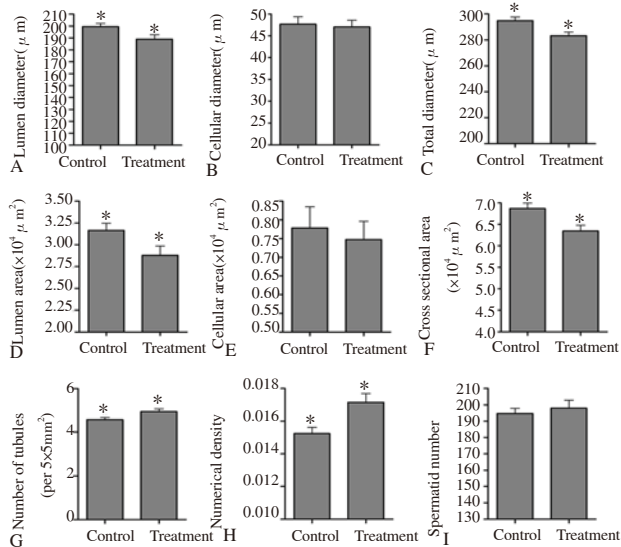 Lumen diameter(μ m)
210
200
190
180
170
160
150
140
130
120
110
100
*
*
Control
Treatment
A
Cellular diameter(μ m)
50
45
40
35
30
25
20
Control
Treatment
B
Total diameter(μ m)
300
280
260
240
220
200
*
*
Control
Treatment
C
Lumen area(×10⁴ μ m²)
3.50
3.25
3.00
2.75
2.50
2.25
2.00
*
*
Control
Treatment
D
Cellular area(×10⁴ μ m²)
0.85
0.80
0.75
0.70
0.65
0.60
0.55
0.50
Control
Treatment
E
Cross sectional area
(×10⁴ μ m²)
7.0
6.5
6.0
5.5
5.0
4.5
4.0
*
*
Control
Treatment
F
Number of tubules
(per 5×5mm²)
6
4
2
0
*
*
Control
Treatment
G
Numerical density
0.018
0.016
0.014
0.012
0.010
*
*
Control
Treatment
H
Spermatid number
210
200
190
180
170
160
150
140
130
Control
Treatment
I